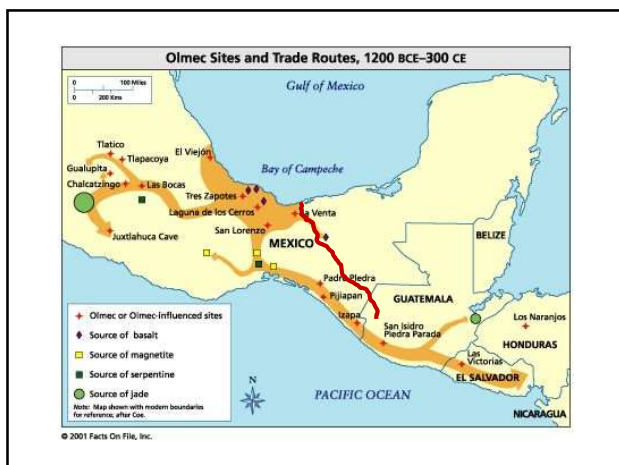 Olmec Sites and Trade Routes, 1200 BCE–300 CE
0 100 Miles
0 200 Kms
Gulf of Mexico
Bay of Campeche
El Viejón
Tlatico
Tlapacoya
Gualupita
Chalcatzingo
Las Bocas
Tres Zapotes
Laguna de los Cerros
La Venta
San Lorenzo
Juxtlahuca Cave
MEXICO
BELIZE
Padre Piedra
Pijijiapan
GUATEMALA
Izapa
San Isidro
Piedra Parada
Los Naranjos
HONDURAS
Las
Victorias
EL SALVADOR
NICARAGUA
PACIFIC OCEAN
N
Olmec or Olmec-influenced sites
Source of basalt
Source of magnetite
Source of serpentine
Source of jade
Note: Map shown with modern boundaries
for reference; after Coe.
© 2001 Facts On File, Inc.